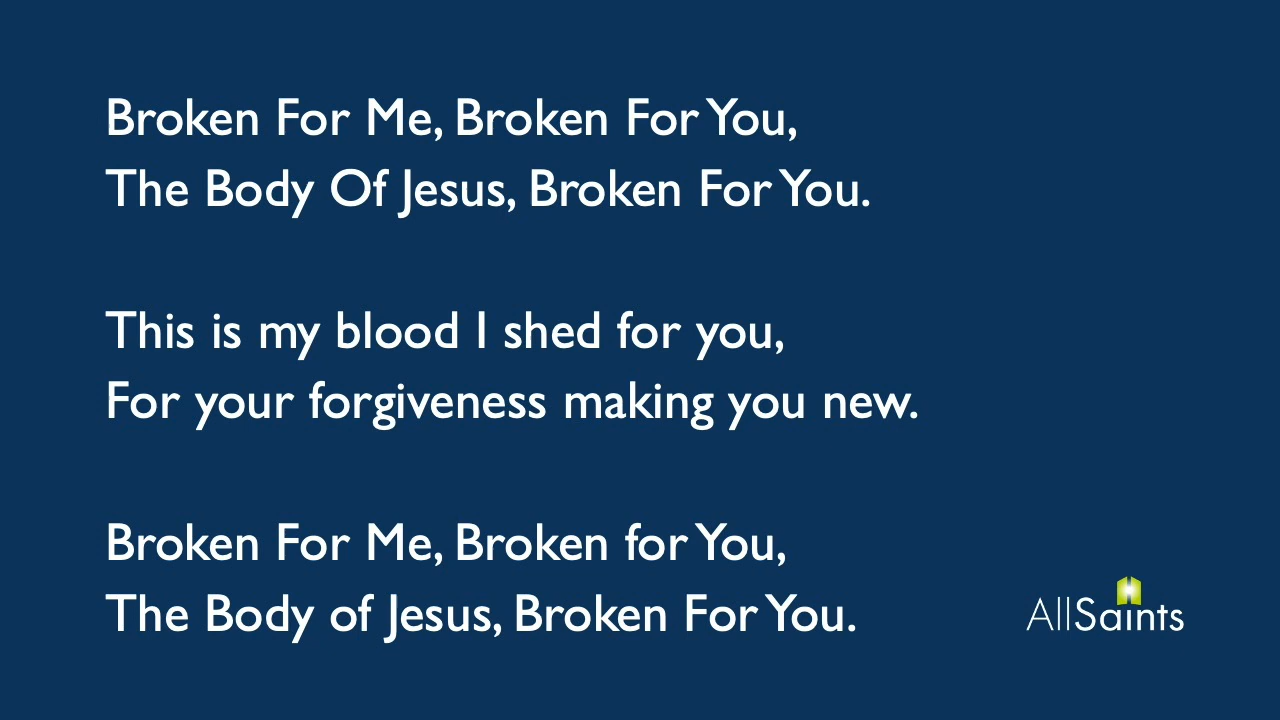 Broken For Me, Broken For You,
The Body Of Jesus, Broken For You.
This is my blood I shed for you,
For your forgiveness making you new.
Broken For Me, Broken for You,
The Body of Jesus, Broken For You.
AllSaints